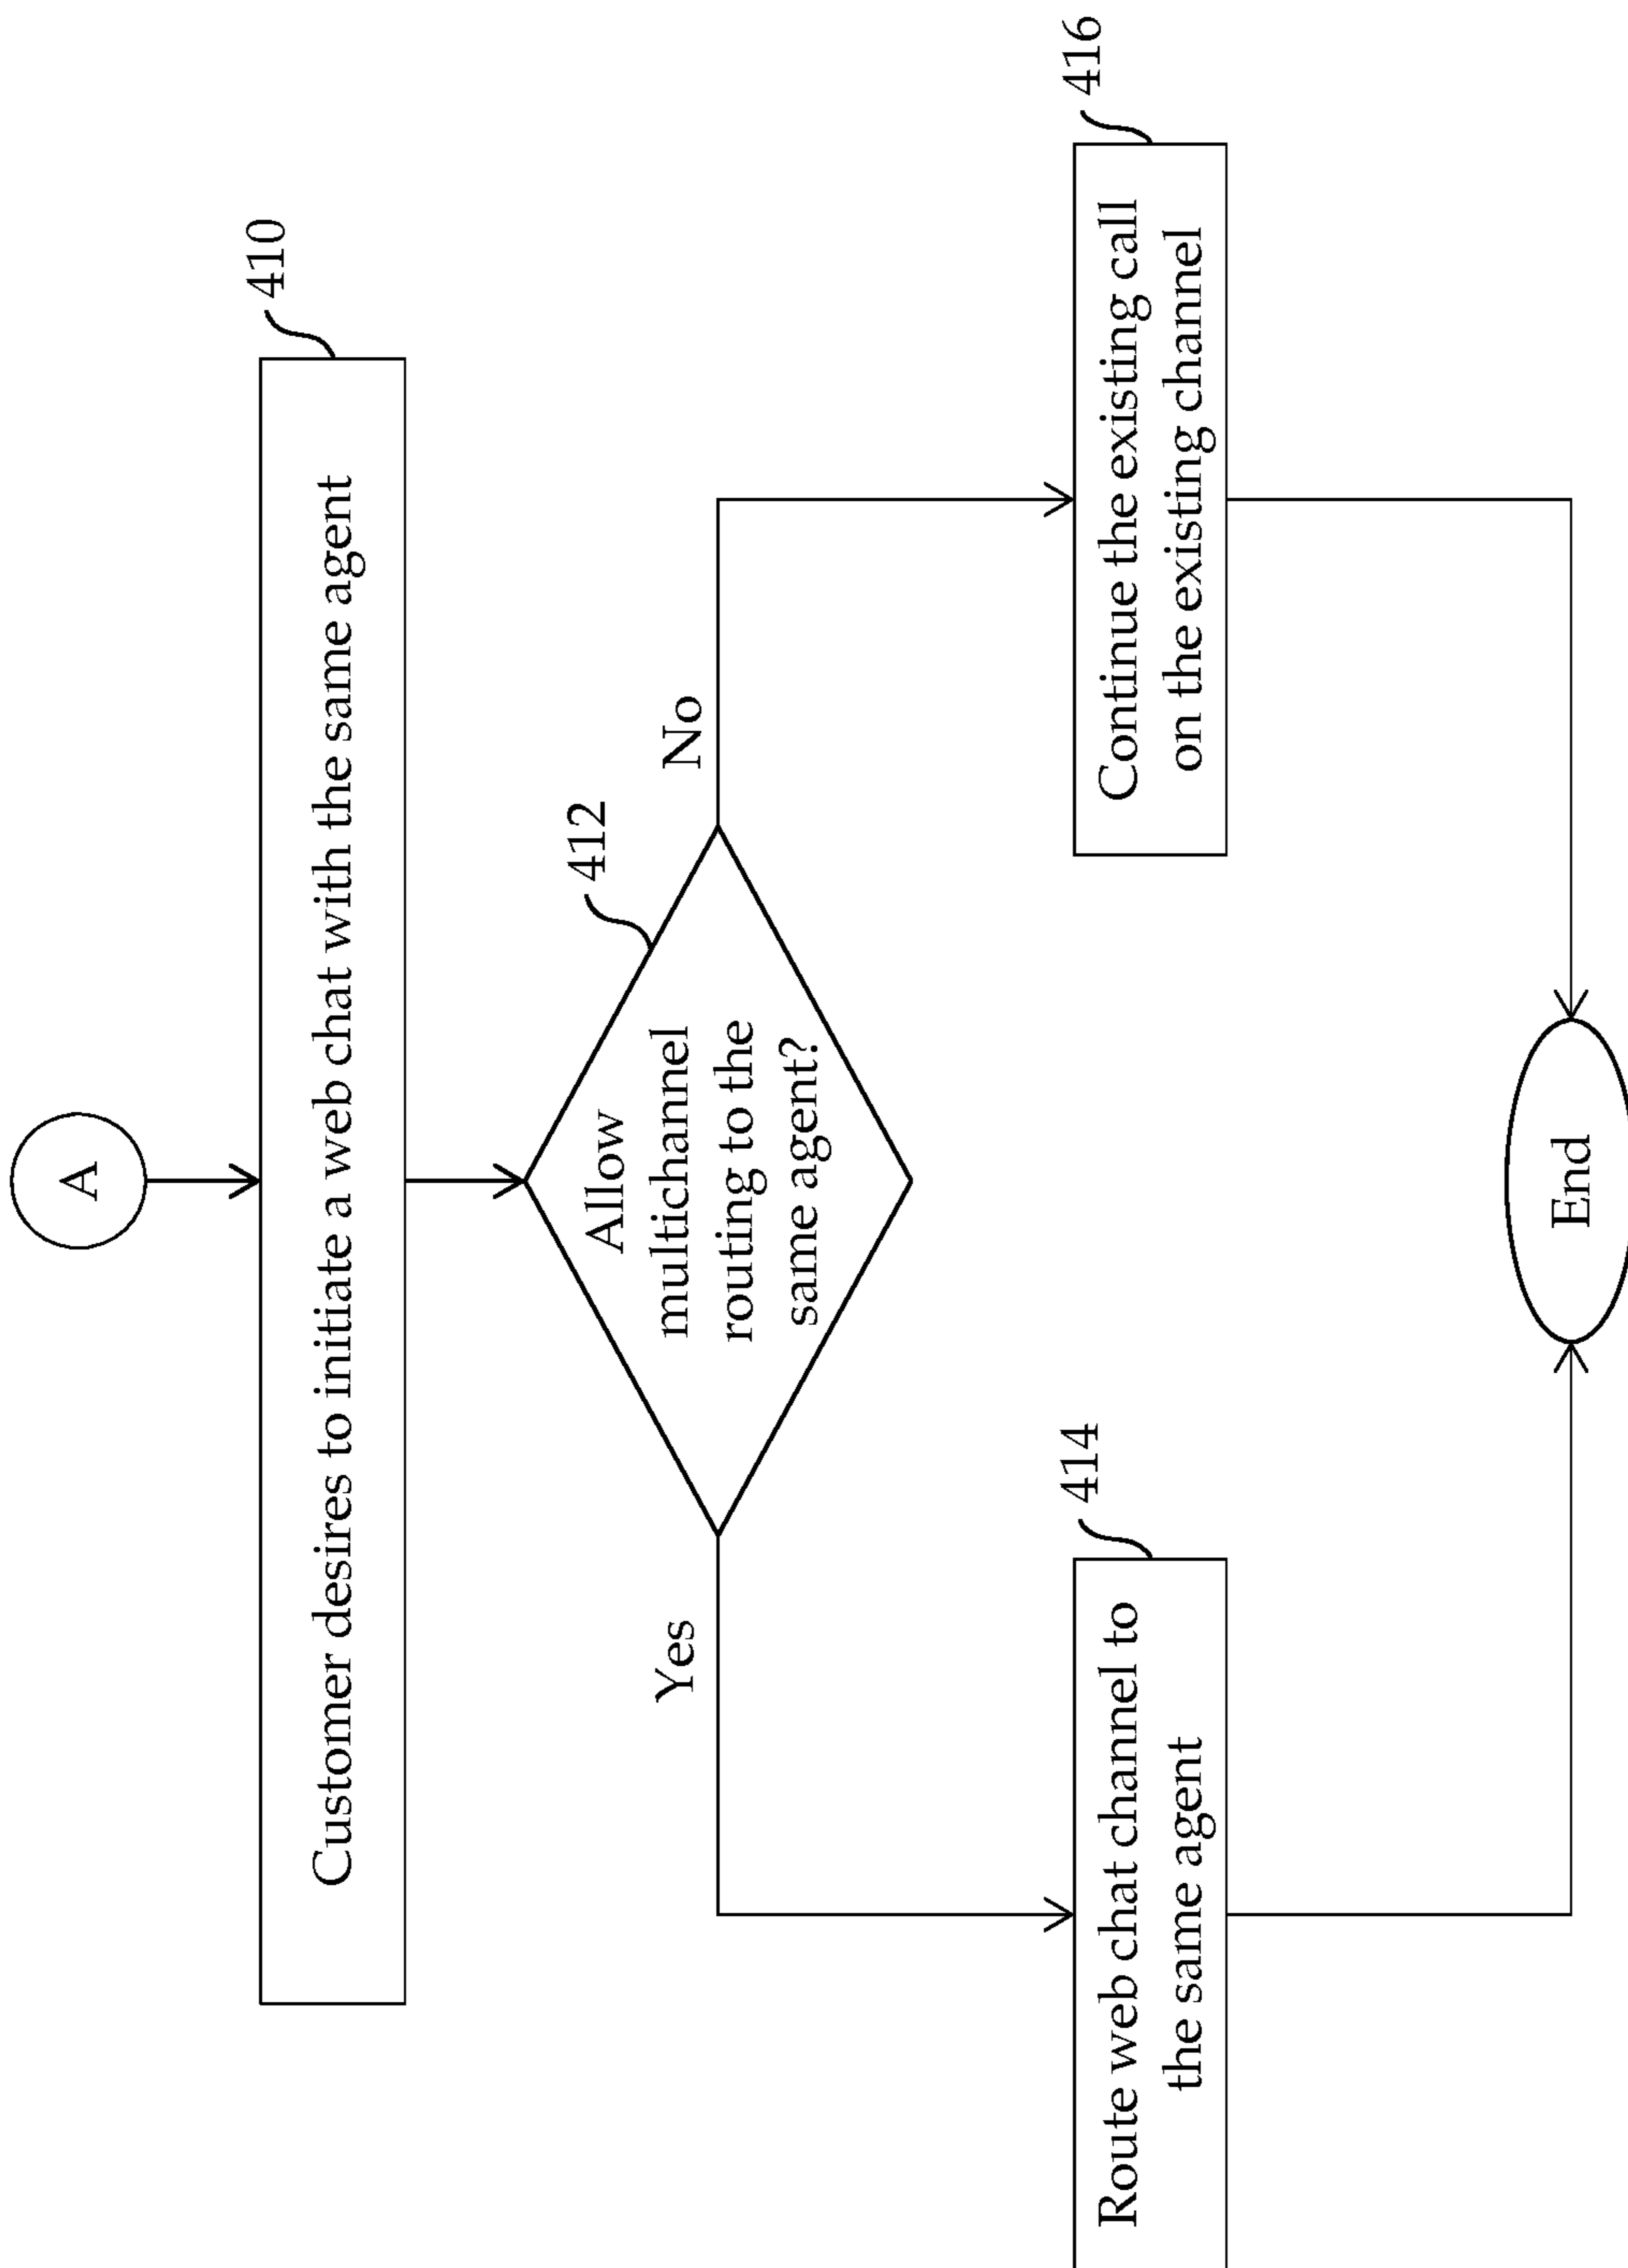 A
410
Customer desires to initiate a web chat with the same agent
412
Allow
multichannel
routing to the
same agent?
Yes
No
414
Route web chat channel to
the same agent
416
Continue the existing call
on the existing channel
End